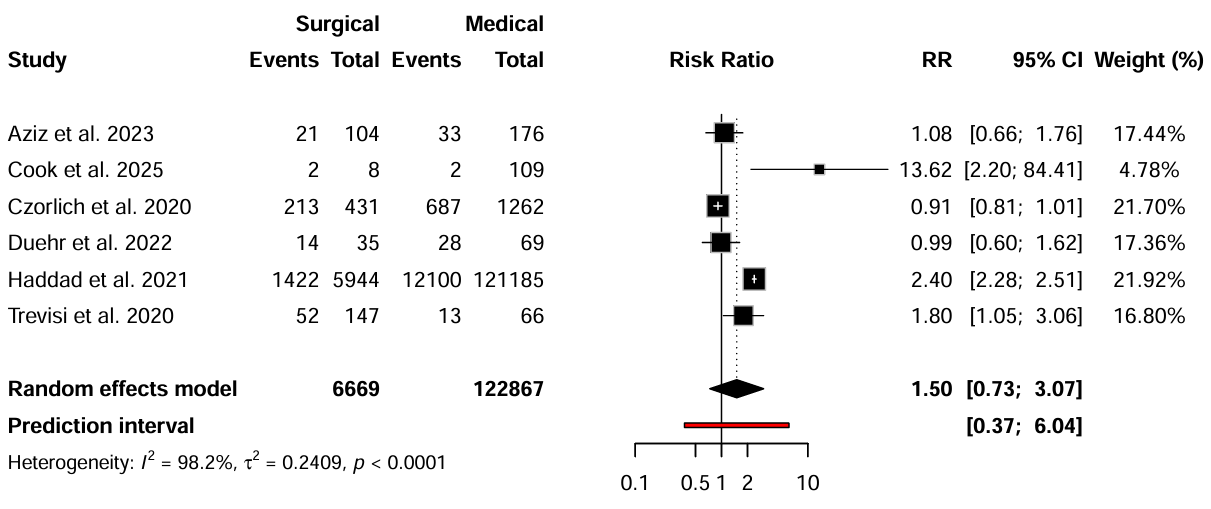 Surgical Medical
Study Events Total Events Total Risk Ratio RR 95% CI Weight (%)
Aziz et al. 2023 21 104 33 176 1.08 [0.66; 1.76] 17.44%
Cook et al. 2025 2 8 2 109 13.62 [2.20; 84.41] 4.78%
Czorlich et al. 2020 213 431 687 1262 0.91 [0.81; 1.01] 21.70%
Duehr et al. 2022 14 35 28 69 0.99 [0.60; 1.62] 17.36%
Haddad et al. 2021 1422 5944 12100 121185 2.40 [2.28; 2.51] 21.92%
Trevisi et al. 2020 52 147 13 66 1.80 [1.05; 3.06] 16.80%
Random effects model 6669 122867 1.50 [0.73; 3.07]
Prediction interval [0.37; 6.04]
Heterogeneity: I² = 98.2%, τ² = 0.2409, p < 0.0001
0.1 0.5 1 2 10